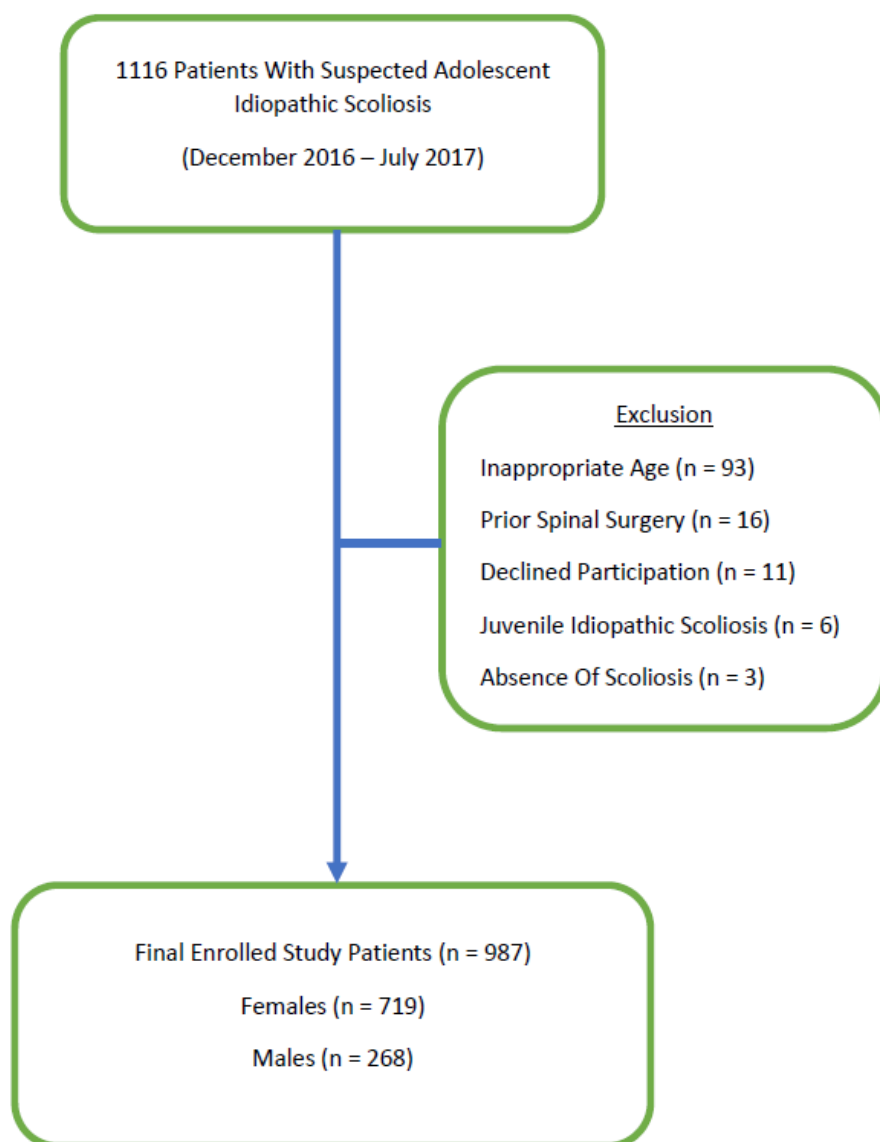 1116 Patients With Suspected Adolescent
Idiopathic Scoliosis
(December 2016 – July 2017)
Exclusion
Inappropriate Age (n = 93)
Prior Spinal Surgery (n = 16)
Declined Participation (n = 11)
Juvenile Idiopathic Scoliosis (n = 6)
Absence Of Scoliosis (n = 3)
Final Enrolled Study Patients (n = 987)
Females (n = 719)
Males (n = 268)